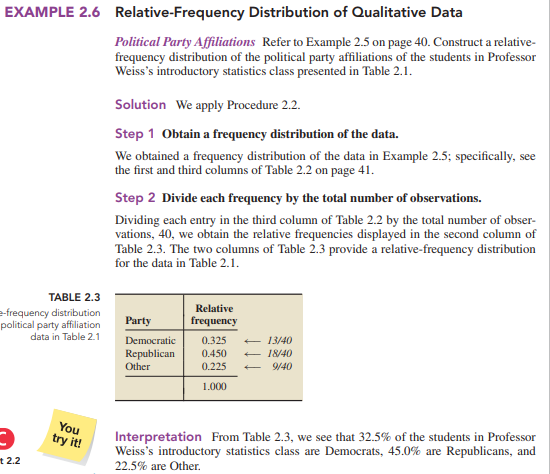 EXAMPLE 2.6 Relative-Frequency Distribution of Qualitative Data
Political Party Affiliations Refer to Example 2.5 on page 40. Construct a relative-
frequency distribution of the political party affiliations of the students in Professor
Weiss's introductory statistics class presented in Table 2.1.
Solution We apply Procedure 2.2.
Step 1 Obtain a frequency distribution of the data.
We obtained a frequency distribution of the data in Example 2.5; specifically, see
the first and third columns of Table 2.2 on page 41.
Step 2 Divide each frequency by the total number of observations.
Dividing each entry in the third column of Table 2.2 by the total number of obser-
vations, 40, we obtain the relative frequencies displayed in the second column of
Table 2.3. The two columns of Table 2.3 provide a relative-frequency distribution
for the data in Table 2.1.
TABLE 2.3
e-frequency distribution
political party affiliation
data in Table 2.1
Relative
Party frequency
Democratic 0.325 ← 13/40
Republican 0.450 ← 18/40
Other 0.225 ← 9/40
1.000
You
try it!
C
t 2.2
Interpretation From Table 2.3, we see that 32.5% of the students in Professor
Weiss's introductory statistics class are Democrats, 45.0% are Republicans, and
22.5% are Other.